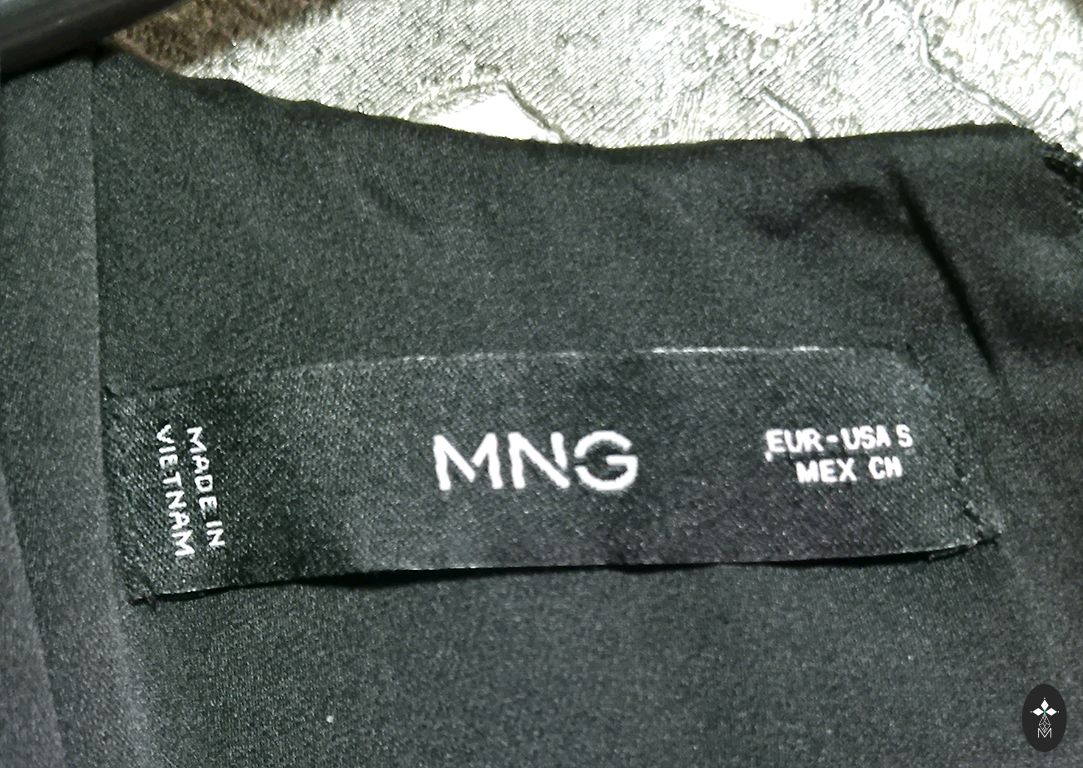 MADE IN
VIETNAM
MNG
EUR-USA S
MEX CH
M